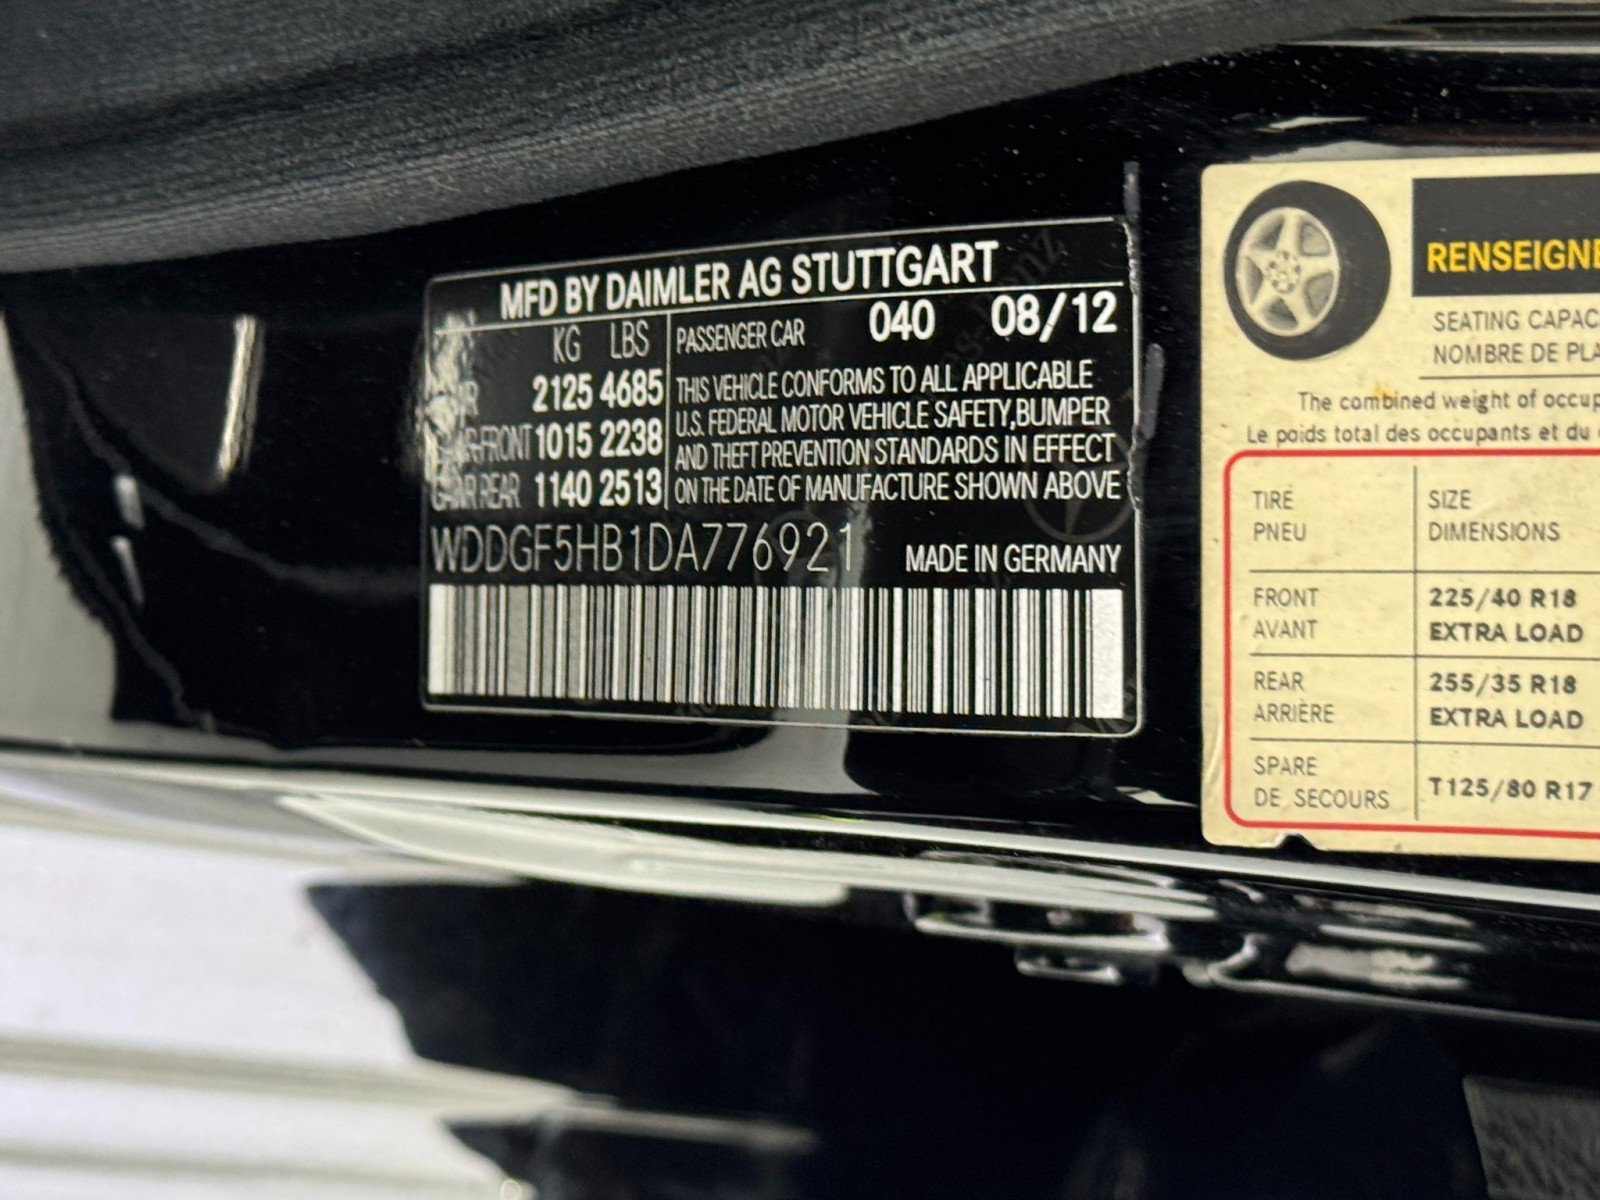 MFD BY DAIMLER AG STUTTGART
KG LBS
2125 4685
FRONT 1015 2238
REAR 1140 2513
PASSENGER CAR 040 08/12
THIS VEHICLE CONFORMS TO ALL APPLICABLE
U.S. FEDERAL MOTOR VEHICLE SAFETY,BUMPER
AND THEFT PREVENTION STANDARDS IN EFFECT
ON THE DATE OF MANUFACTURE SHOWN ABOVE
WDDGF5HB1DA776921 MADE IN GERMANY
RENSEIGNE
SEATING CAPAC
NOMBRE DE PLA
The combined weight of occup
Le poids total des occupants et du
TIRE SIZE
PNEU DIMENSIONS
FRONT 225/40 R18
AVANT EXTRA LOAD
REAR 255/35 R18
ARRIÈRE EXTRA LOAD
SPARE
DE SECOURS T125/80 R17